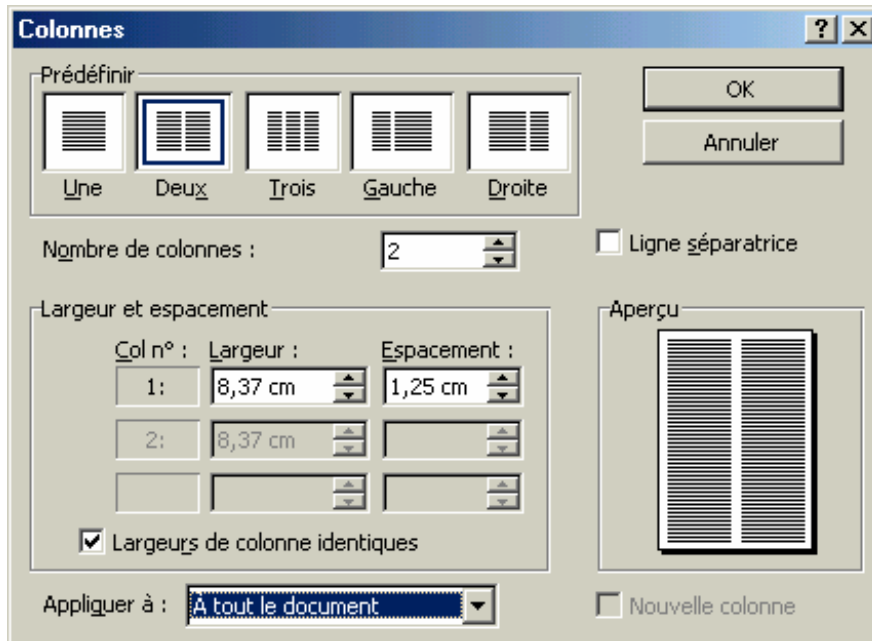 Colonnes
Prédéfinir
Une Deux Trois Gauche Droite
OK
Annuler
Nombre de colonnes : 2
Ligne séparatrice
Largeur et espacement
Col n° : Largeur : Espacement :
1: 8,37 cm 1,25 cm
2: 8,37 cm
Largeurs de colonne identiques
Aperçu
Appliquer à : À tout le document
Nouvelle colonne